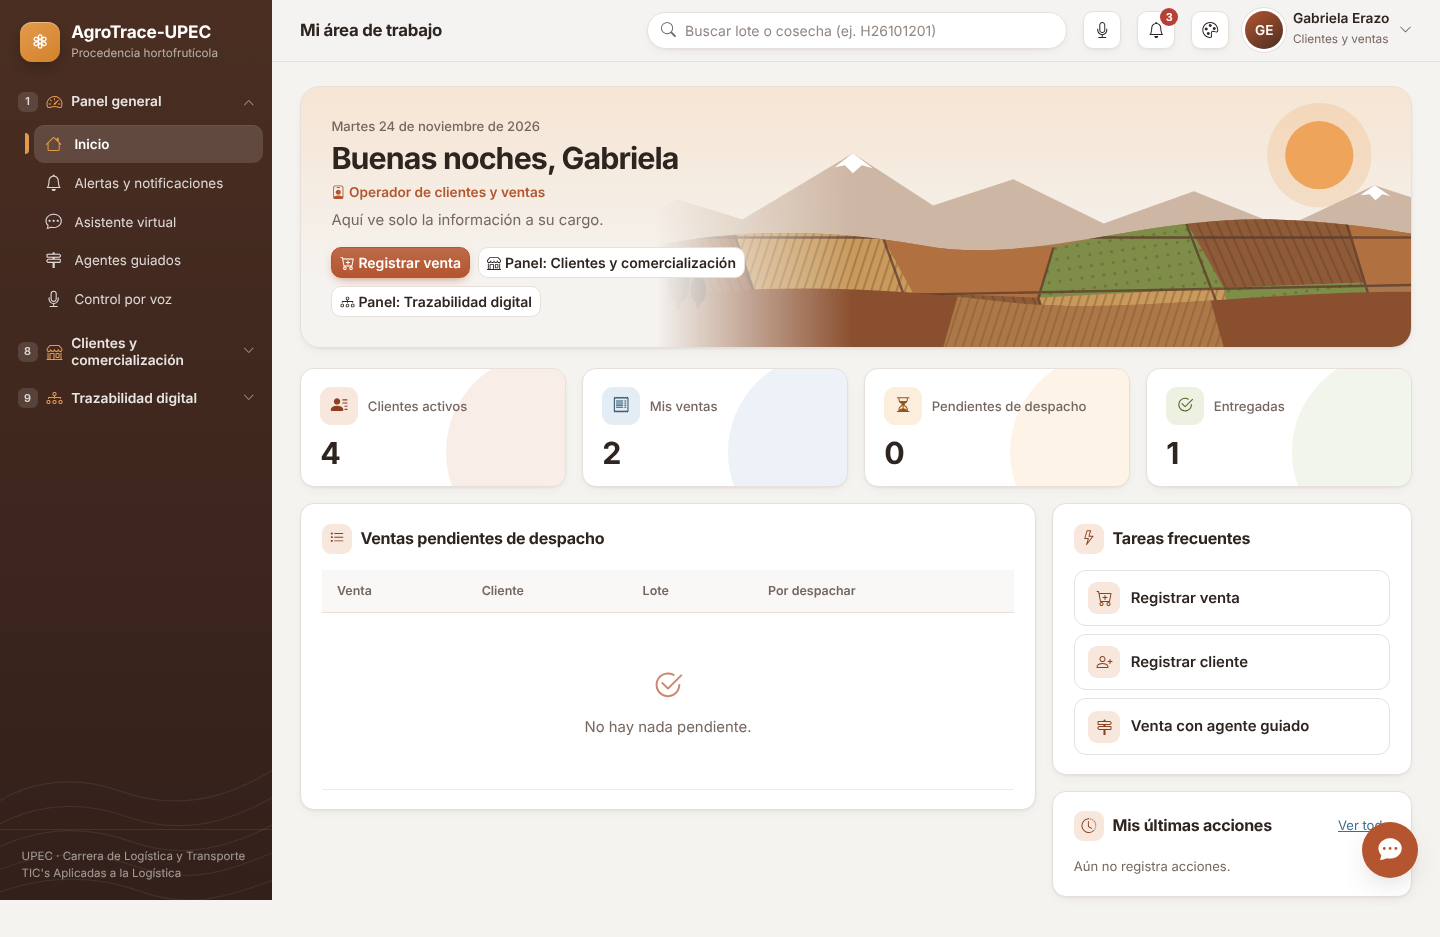 AgroTrace-UPEC
Procedencia hortofrutícola
1 Panel general
Inicio
Alertas y notificaciones
Asistente virtual
Agentes guiados
Control por voz
8 Clientes y
comercialización
9 Trazabilidad digital
UPEC · Carrera de Logística y Transporte
TIC's Aplicadas a la Logística
Mi área de trabajo
Buscar lote o cosecha (ej. H26101201)
3
GE
Gabriela Erazo
Clientes y ventas
Martes 24 de noviembre de 2026
Buenas noches, Gabriela
Operador de clientes y ventas
Aquí ve solo la información a su cargo.
Registrar venta
Panel: Clientes y comercialización
Panel: Trazabilidad digital
Clientes activos
4
Mis ventas
2
Pendientes de despacho
0
Entregadas
1
Ventas pendientes de despacho
Venta Cliente Lote Por despachar
No hay nada pendiente.
Tareas frecuentes
Registrar venta
Registrar cliente
Venta con agente guiado
Mis últimas acciones
Ver
Aún no registra acciones.